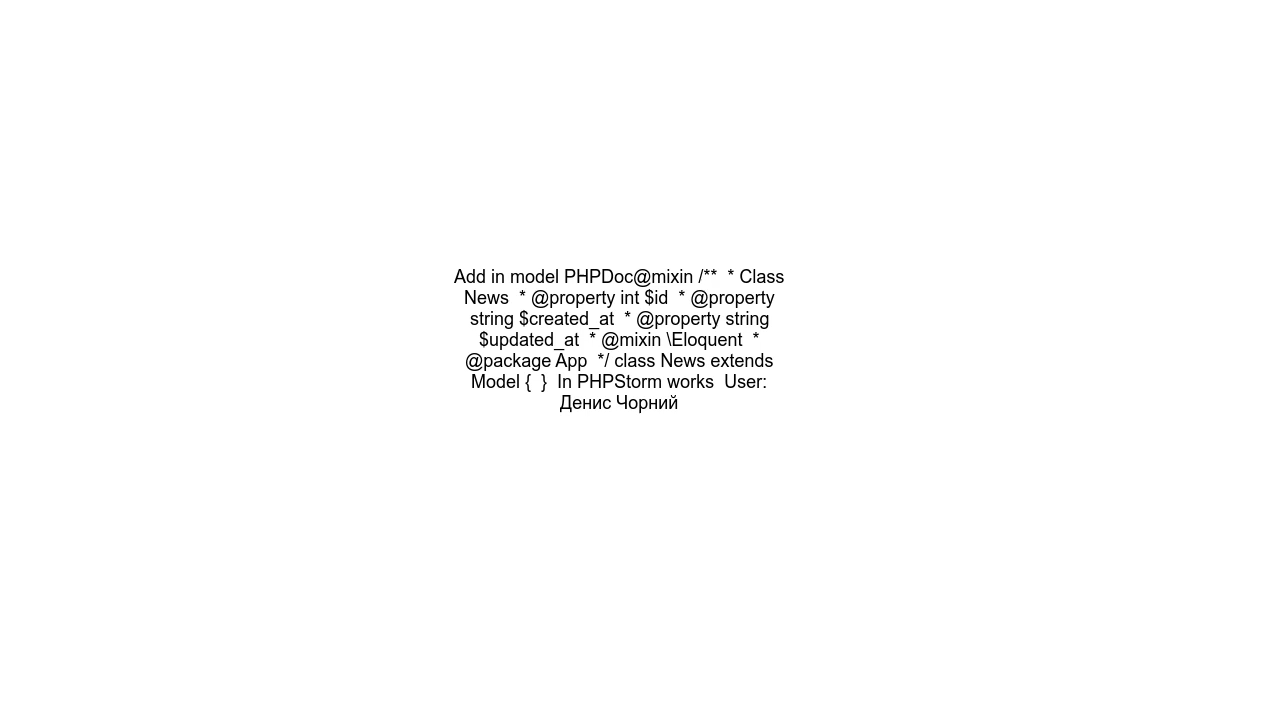 Add in model PHPDoc@mixin /**  * Class
News  * @property int $id  * @property
string $created_at  * @property string
$updated_at  * @mixin \Eloquent  *
@package App  */ class News extends
Model {  }  In PHPStorm works  User:
Денис Чорний